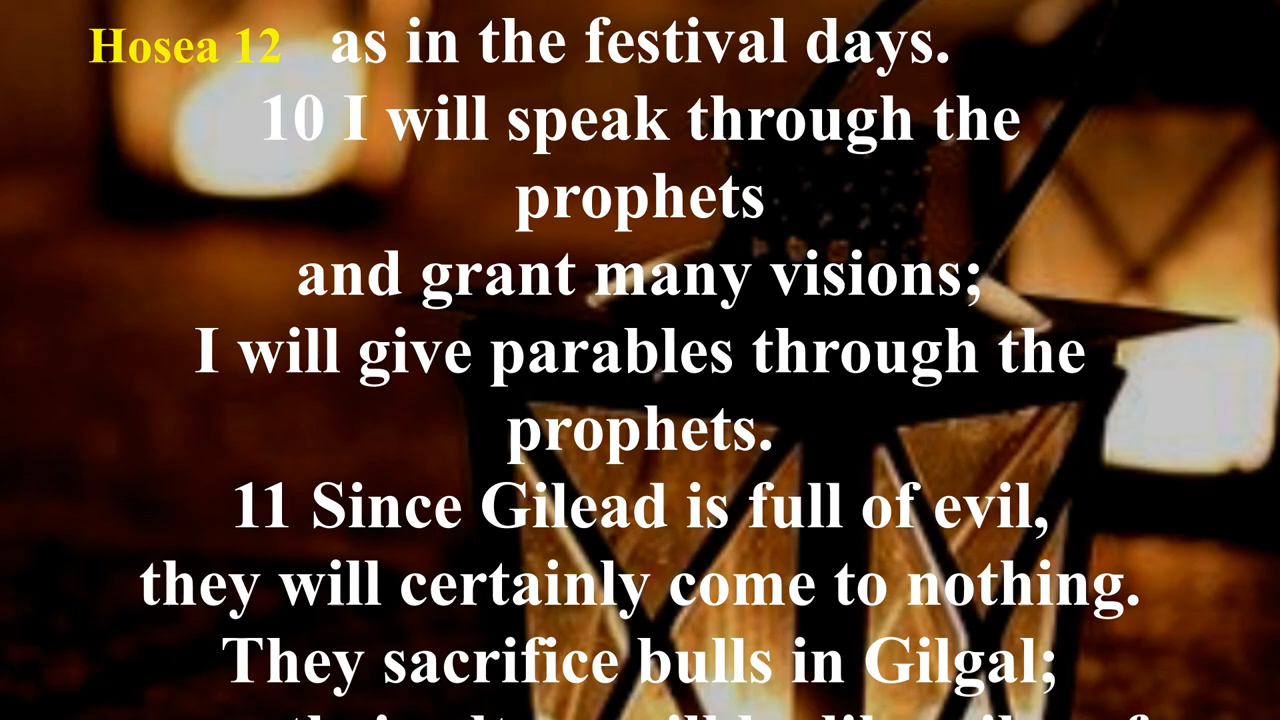 Hosea 12 as in the festival days.
10 I will speak through the
prophets
and grant many visions;
I will give parables through the
prophets.
11 Since Gilead is full of evil,
they will certainly come to nothing.
They sacrifice bulls in Gilgal;